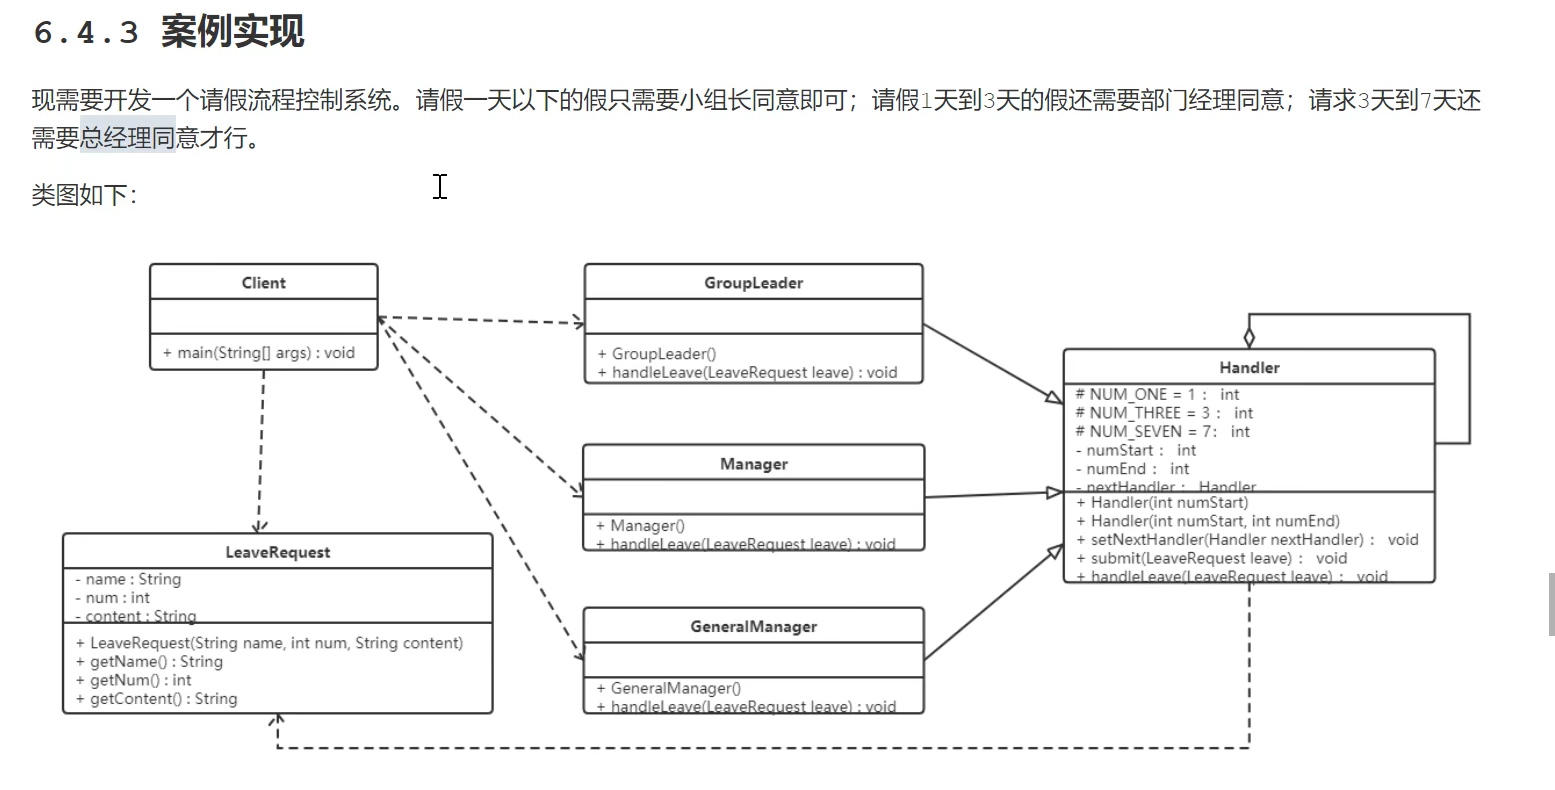 6.4.3 案例实现
现需要开发一个请假流程控制系统。请假一天以下的假只需要小组长同意即可；请假1天到3天的假还需要部门经理同意；请求3天到7天还
需要总经理同意才行。
类图如下：
Client
+ main(String[] args) : void
GroupLeader
+ GroupLeader()
+ handleLeave(LeaveRequest leave) : void
Handler
# NUM_ONE = 1 : int
# NUM_THREE = 3 : int
# NUM_SEVEN = 7: int
- numStart : int
- numEnd : int
- nextHandler : Handler
+ Handler(int numStart)
+ Handler(int numStart, int numEnd)
+ setNextHandler(Handler nextHandler) : void
+ submit(LeaveRequest leave) : void
+ handleLeave(LeaveRequest leave) : void
Manager
+ Manager()
+ handleLeave(LeaveRequest leave) : void
LeaveRequest
- name : String
- num : int
- content : String
+ LeaveRequest(String name, int num, String content)
+ getName() : String
+ getNum() : int
+ getContent() : String
GeneralManager
+ GeneralManager()
+ handleLeave(LeaveRequest leave) : void